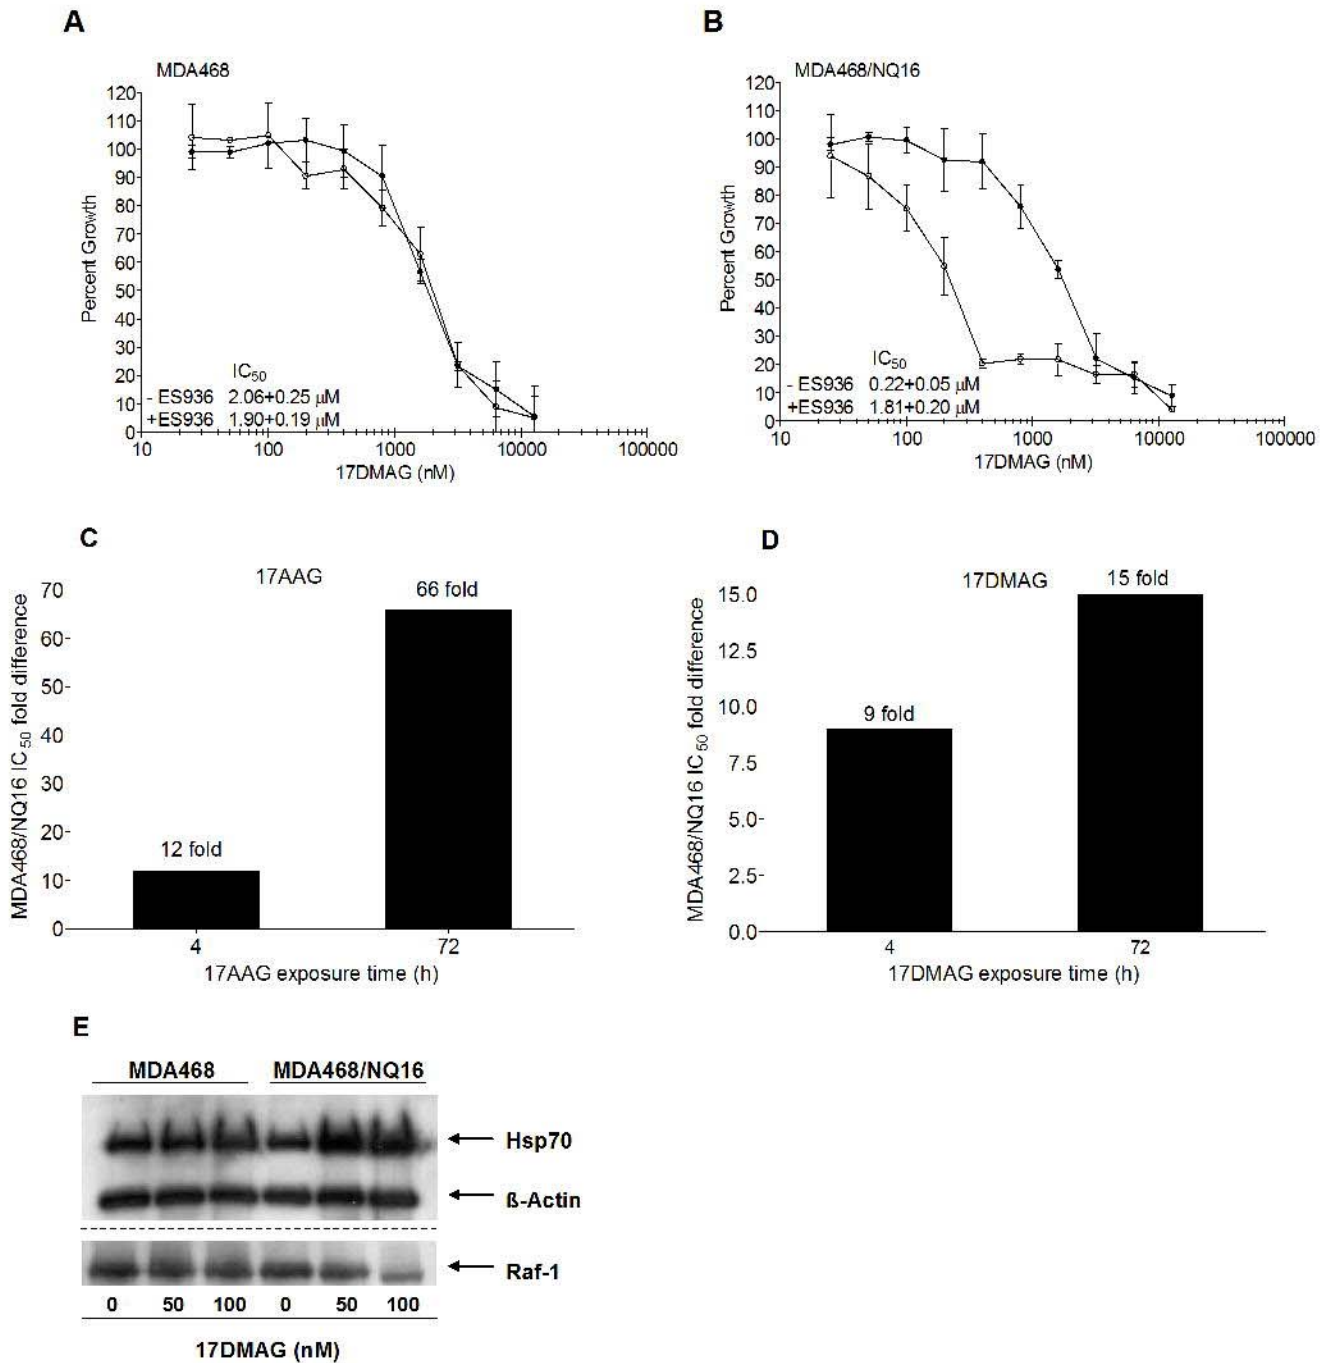 A
MDA468
120
110
100
90
80
70
60
50
40
30
20
10
0
Percent Growth
IC50
- ES936 2.06+0.25 µM
+ES936 1.90+0.19 µM
10 100 1000 10000 100000
17DMAG (nM)
B
MDA468/NQ16
120
110
100
90
80
70
60
50
40
30
20
10
0
Percent Growth
IC50
- ES936 0.22+0.05 µM
+ES936 1.81+0.20 µM
10 100 1000 10000 100000
17DMAG (nM)
C
17AAG
MDA468/NQ16 IC50 fold difference
70
60
50
40
30
20
10
0
12 fold
66 fold
4 72
17AAG exposure time (h)
D
17DMAG
MDA468/NQ16 IC50 fold difference
15.0
12.5
10.0
7.5
5.0
2.5
0.0
9 fold
15 fold
4 72
17DMAG exposure time (h)
E
MDA468 MDA468/NQ16
Hsp70
ß-Actin
Raf-1
0 50 100 0 50 100
17DMAG (nM)